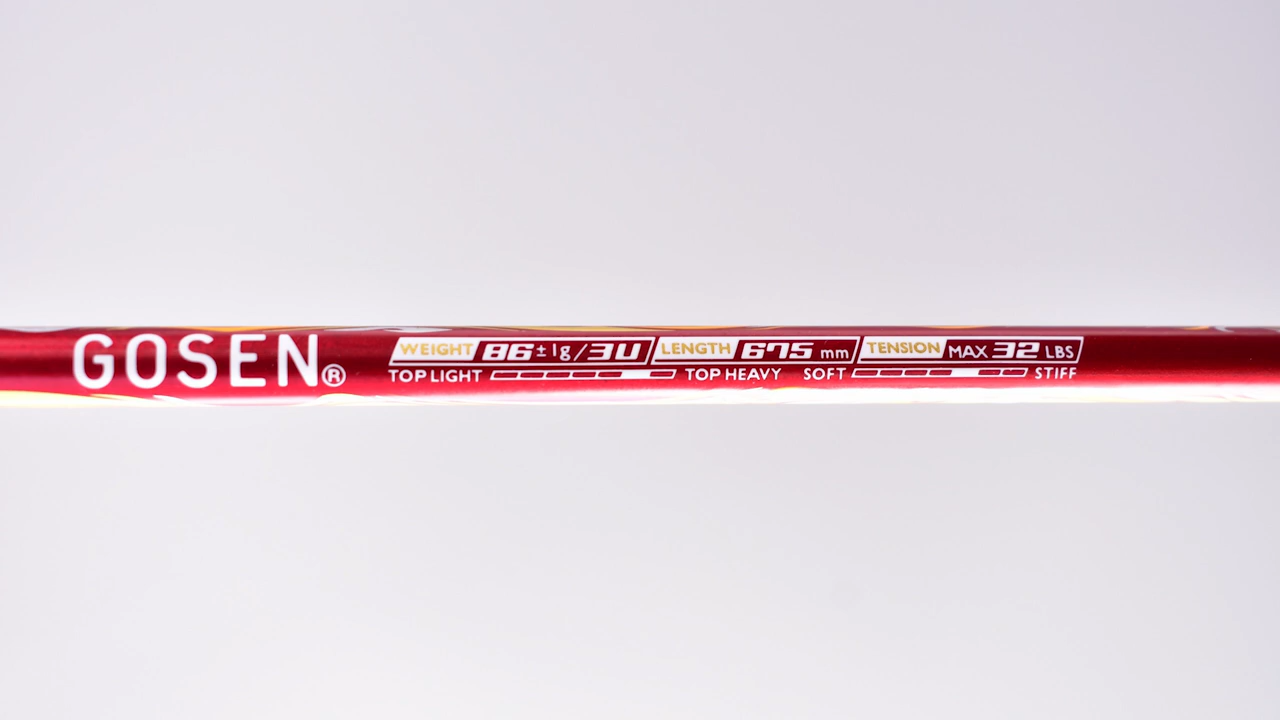 GOSEN®
WEIGHT 86±1g/3U LENGTH 675 mm TENSION MAX 32 LBS
TOP LIGHT TOP HEAVY SOFT STIFF